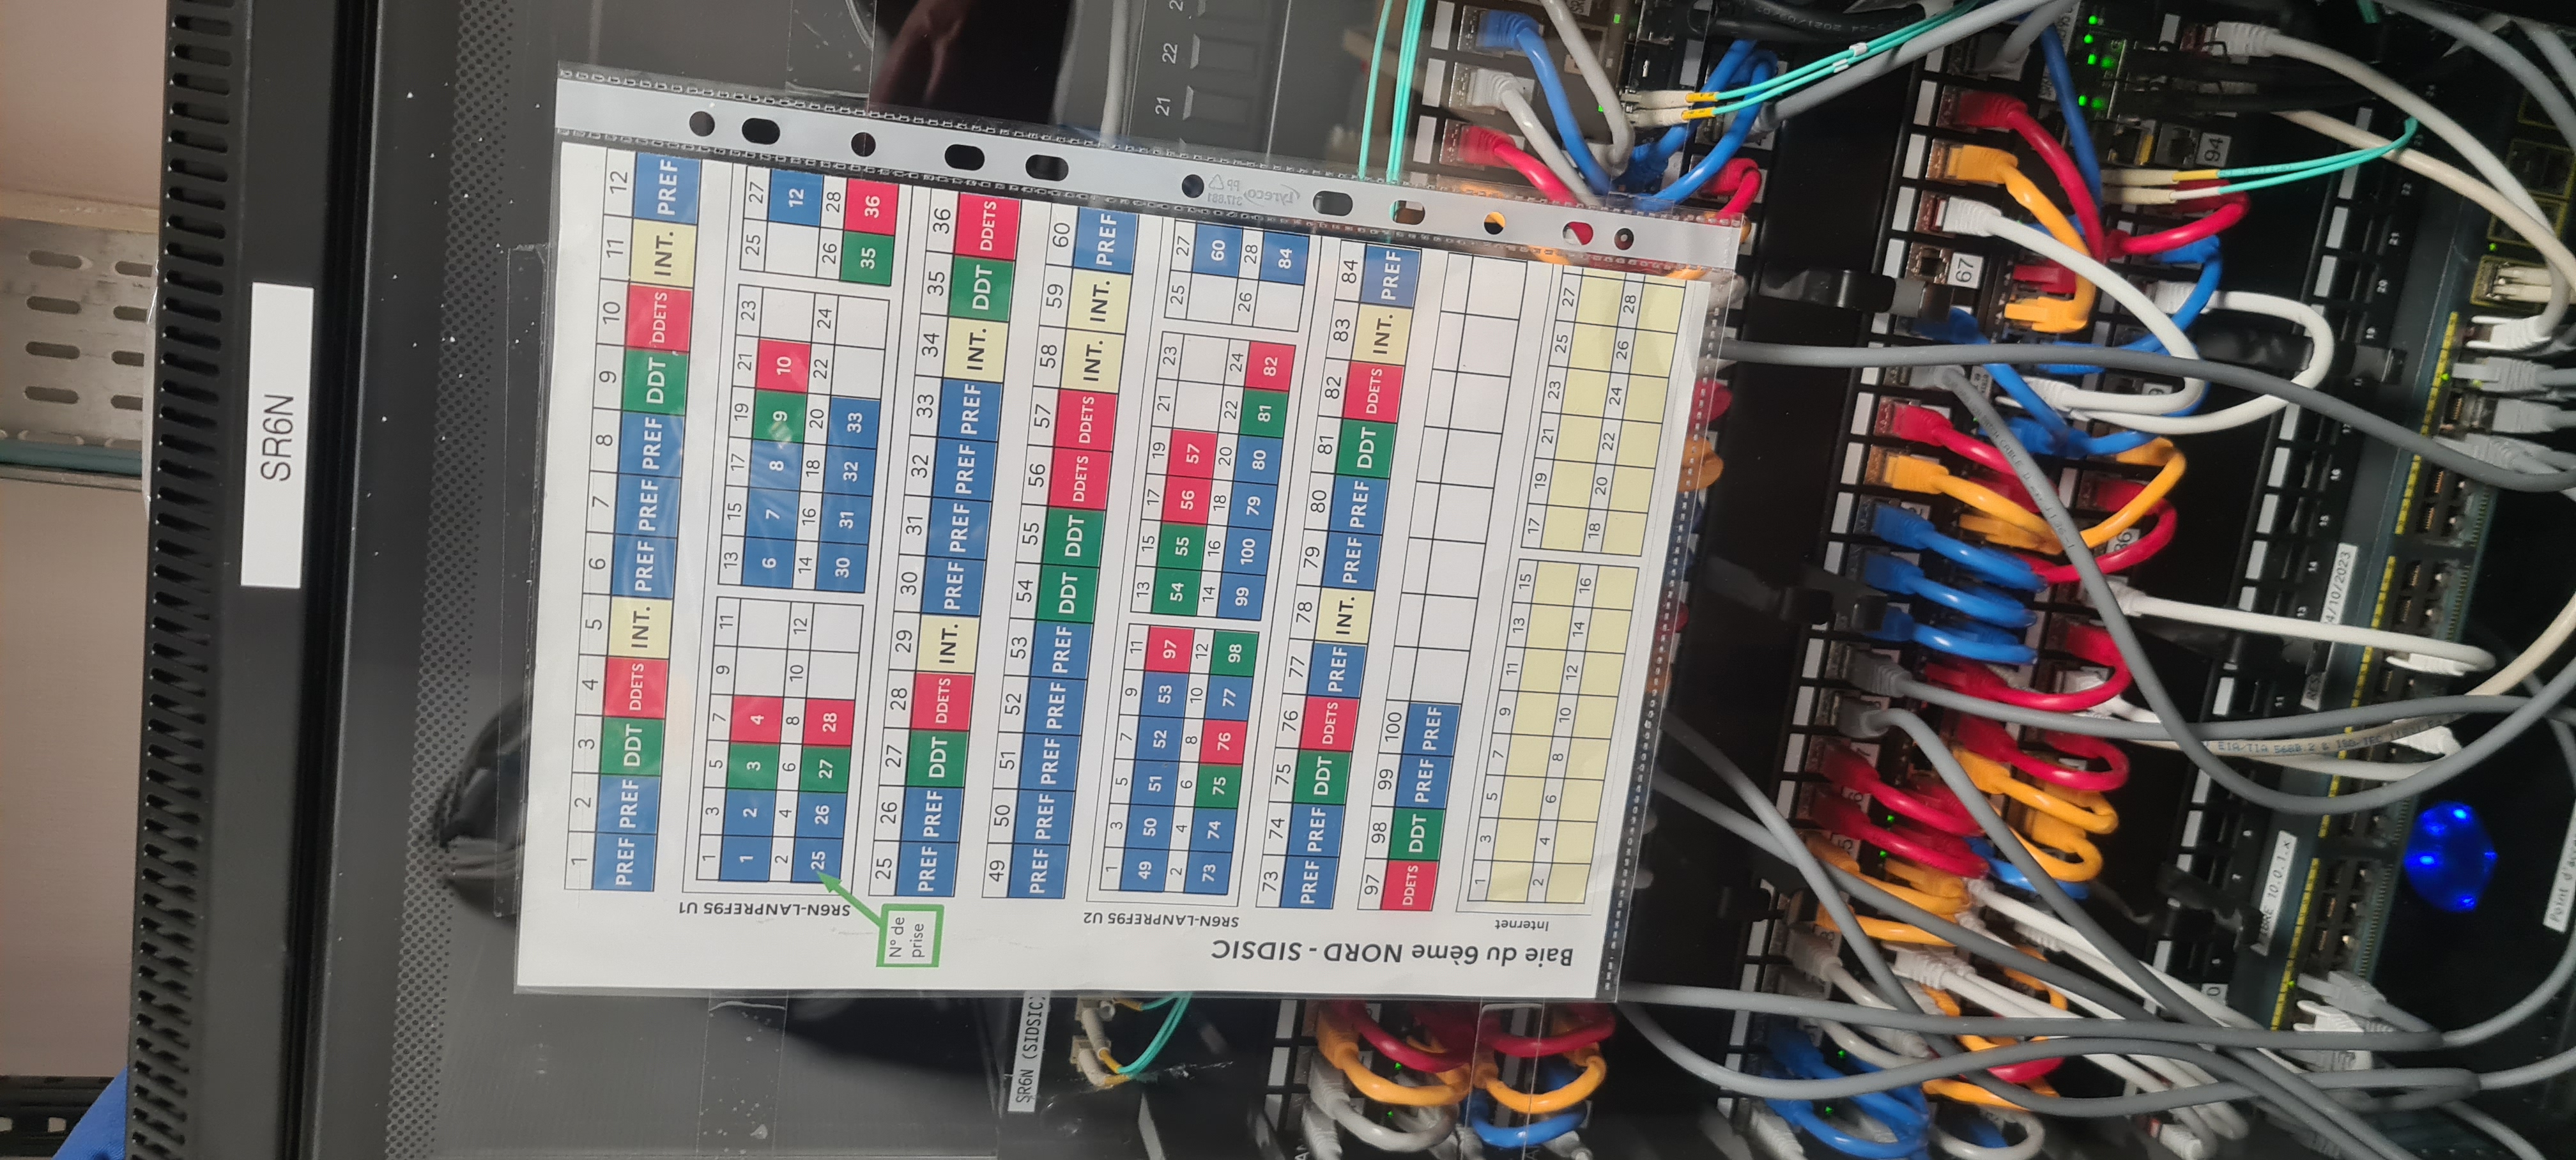 SR6N
1 2 3 4 5 6 7 8 9 10 11 12
PREF PREF DDT DDETS INT. PREF PREF PREF DDT DDETS INT. PREF
SR6N-LANPREF95 U1
1 3 5 7 9 11 13 15 17 19 21 23 25 27
1 2 3 4 6 7 8 9 10 12
2 4 6 8 10 12 14 16 18 20 22 24 26 28
25 26 27 28 30 31 32 33 35 36
N° de
prise
25 26 27 28 29 30 31 32 33 34 35 36
PREF PREF DDT DDETS INT. PREF PREF PREF PREF INT. DDT DDETS
49 50 51 52 53 54 55 56 57 58 59 60
PREF PREF PREF PREF PREF DDT DDT DDETS DDETS INT. INT. PREF
SR6N (SIDSIC)
SR6N-LANPREF95 U2
1 3 5 7 9 11 13 15 17 19 21 23 25 27
49 50 51 52 53 97 54 55 56 57 60
2 4 6 8 10 12 14 16 18 20 22 24 26 28
73 74 75 76 77 98 99 100 79 80 81 82 84
21 22
73 74 75 76 77 78 79 80 81 82 83 84
PREF PREF DDT DDETS PREF INT. PREF PREF DDT DDETS INT. PREF
97 98 99 100
DDETS DDT PREF PREF
Baie du 6ème NORD - SIDSIC
Internet
1 3 5 7 9 11 13 15 17 19 21 23 25 27
2 4 6 8 10 12 14 16 18 20 22 24 26 28
67
94
10.0.1.x
4/10/2023
Point d'accès